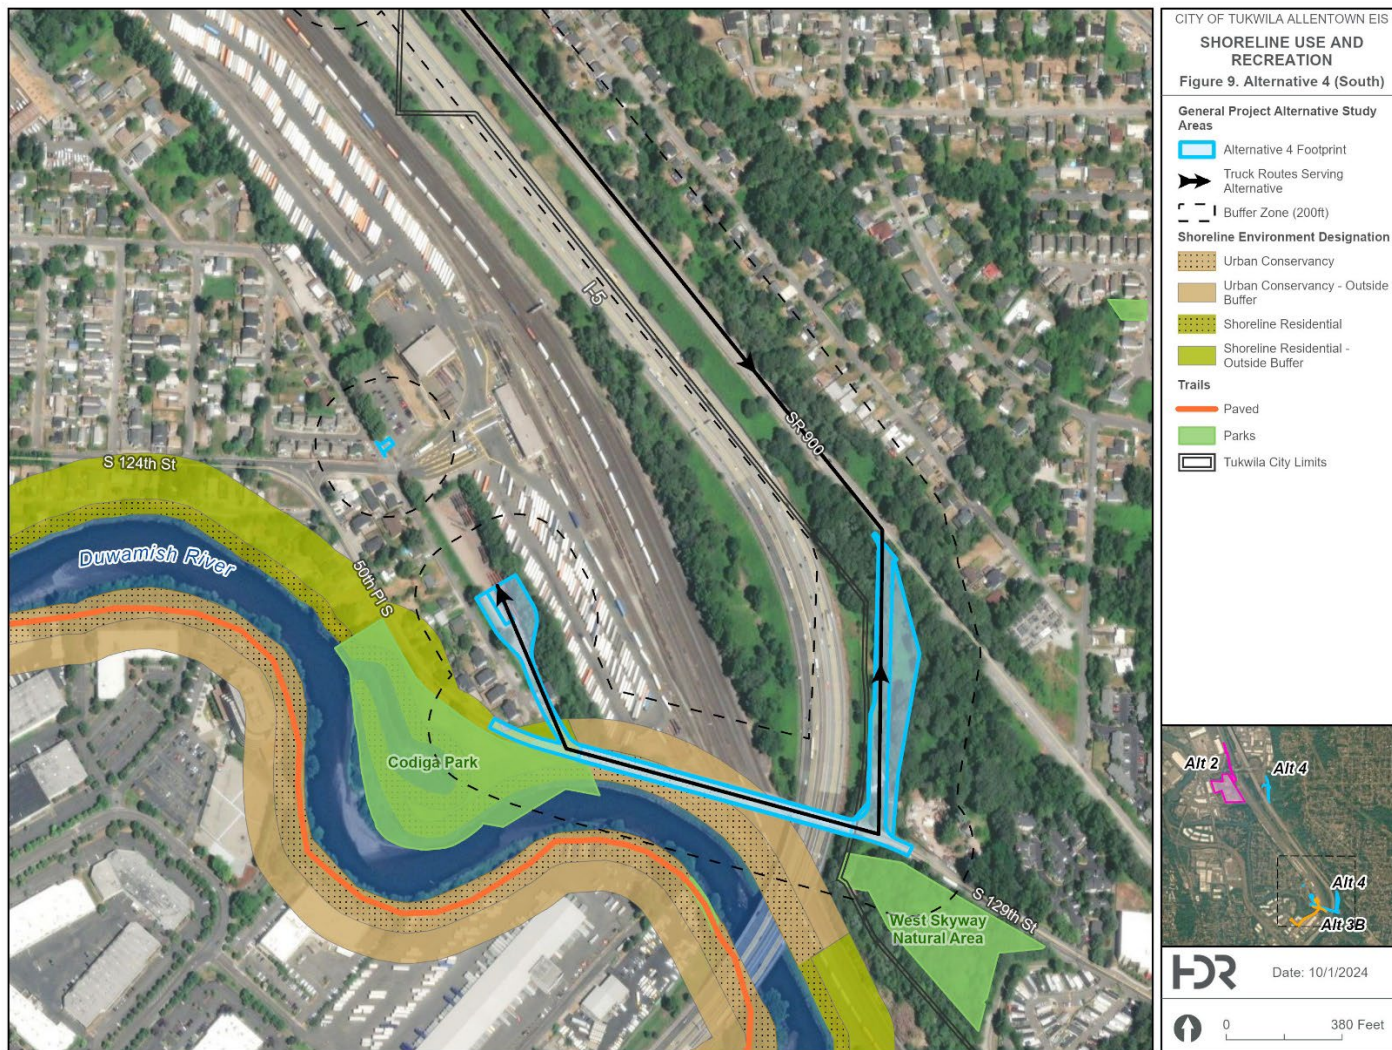 CITY OF TUKWILA ALLENTOWN EIS
SHORELINE USE AND
RECREATION
Figure 9. Alternative 4 (South)
General Project Alternative Study
Areas
Alternative 4 Footprint
Truck Routes Serving
Alternative
Buffer Zone (200ft)
Shoreline Environment Designation
Urban Conservancy
Urban Conservancy - Outside
Buffer
Shoreline Residential
Shoreline Residential -
Outside Buffer
Trails
Paved
Parks
Tukwila City Limits
I-5
SR 900
S 124th St
Duwamish River
50th Pl S
Codiga Park
S 129th St
West Skyway
Natural Area
Alt 2
Alt 4
Alt 4
Alt 3B
HDR
Date: 10/1/2024
0
380 Feet